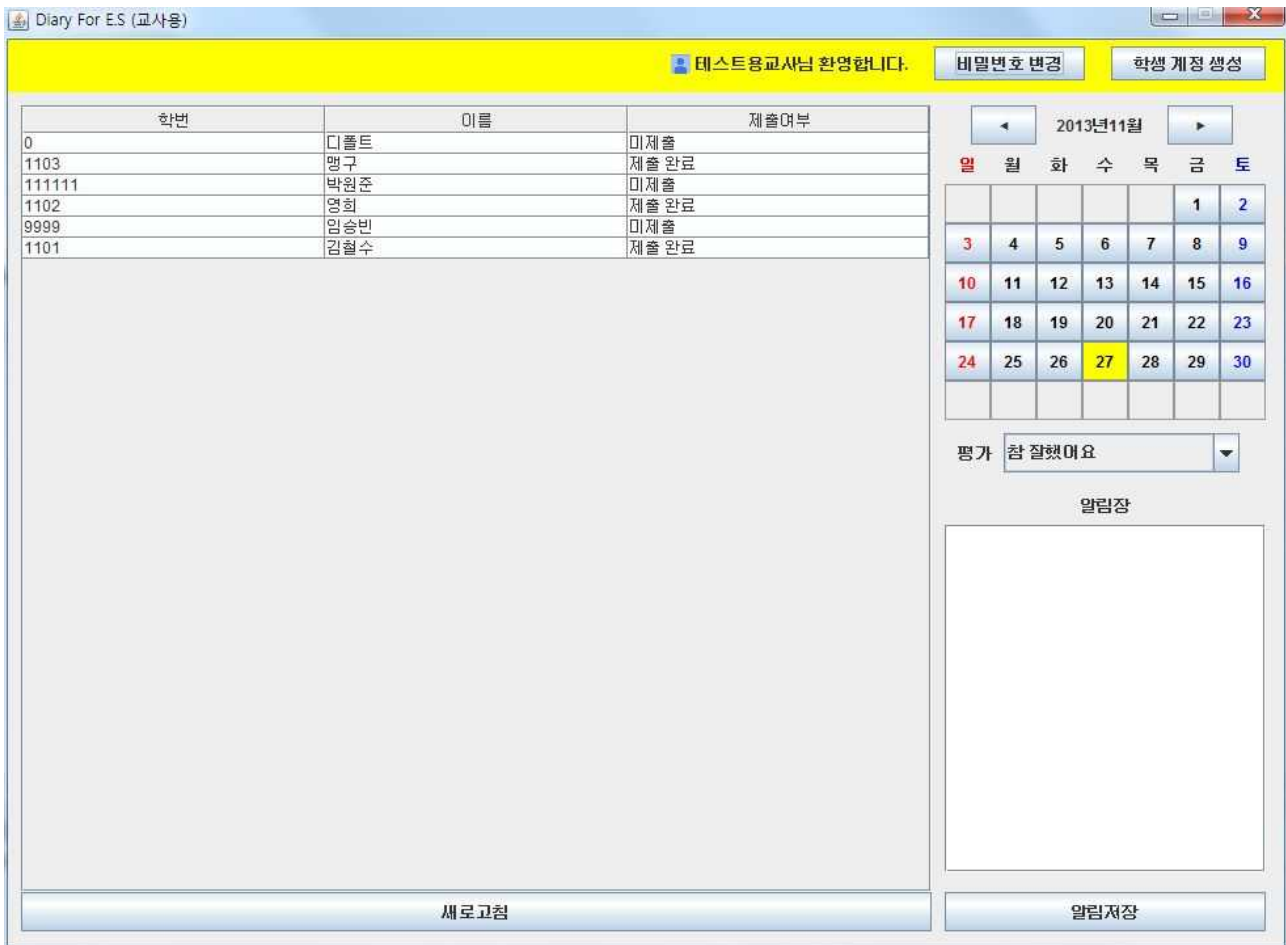 Diary For E.S (교사용)
테스트용교사님 환영합니다. 비밀번호 변경 학생 계정 생성
학번 이름 제출여부
0 디폴트 미제출
1103 맹구 제출 완료
111111 박원준 미제출
1102 영희 제출 완료
9999 임승빈 미제출
1101 김철수 제출 완료
2013년11월
일 월 화 수 목 금 토
1 2
3 4 5 6 7 8 9
10 11 12 13 14 15 16
17 18 19 20 21 22 23
24 25 26 27 28 29 30
평가 참 잘했어요
알림장
새로고침 알림저장